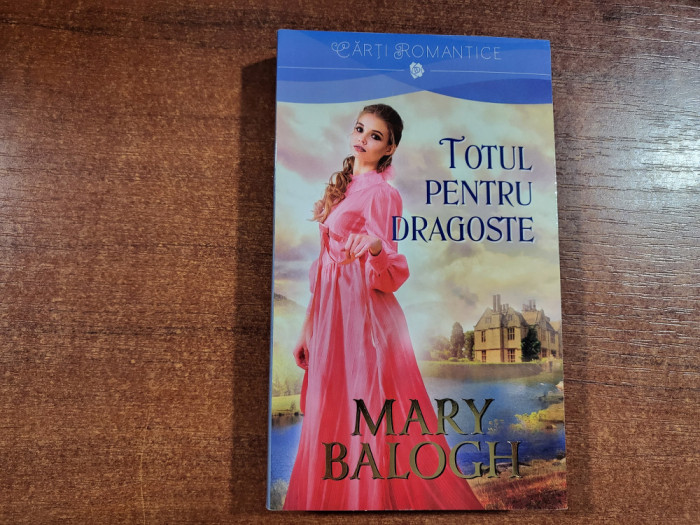 CĂRȚI ROMANTICE
TOTUL
PENTRU
DRAGOSTE
MARY
BALOGH